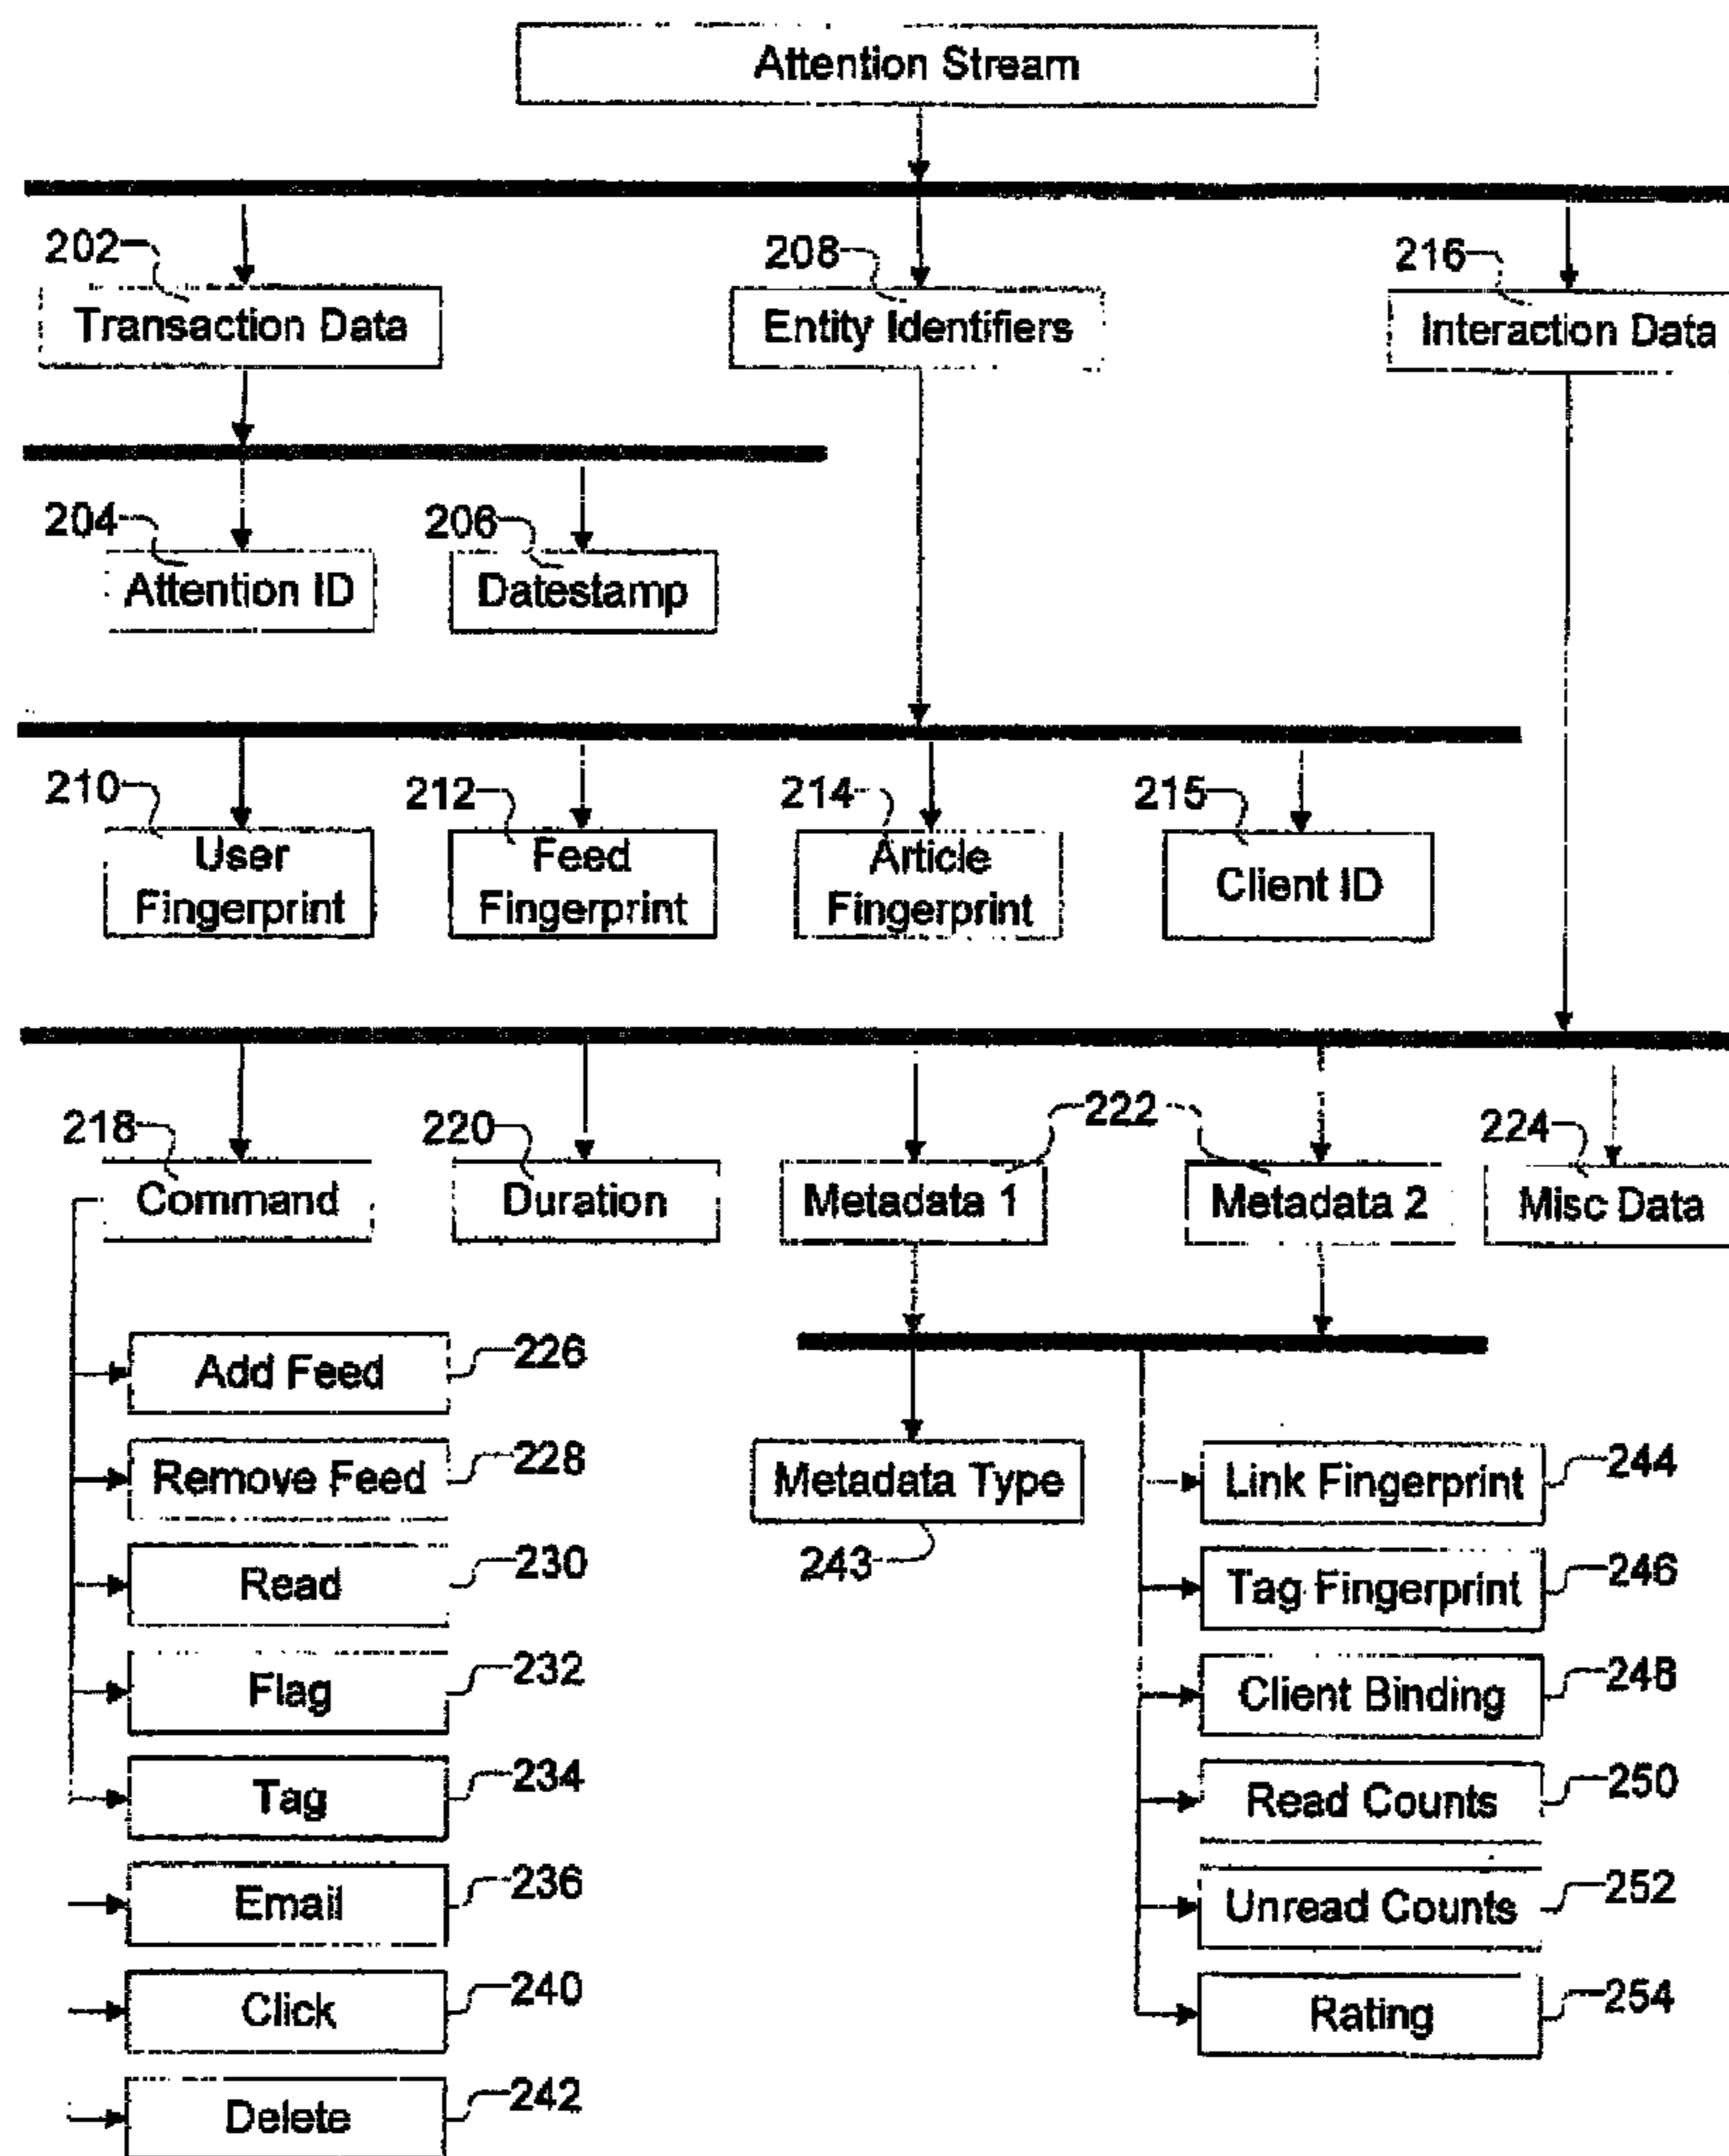 Attention Stream
202
208
216
Transaction Data
Entity Identifiers
Interaction Data
204
206
Attention ID
Datestamp
210
212
214
215
User
Fingerprint
Feed
Fingerprint
Article
Fingerprint
Client ID
218
220
222
224
Command
Duration
Metadata 1
Metadata 2
Misc Data
Add Feed
226
Remove Feed
228
Read
230
Flag
232
Tag
234
Email
236
Click
240
Delete
242
Metadata Type
243
Link Fingerprint
244
Tag Fingerprint
246
Client Binding
248
Read Counts
250
Unread Counts
252
Rating
254